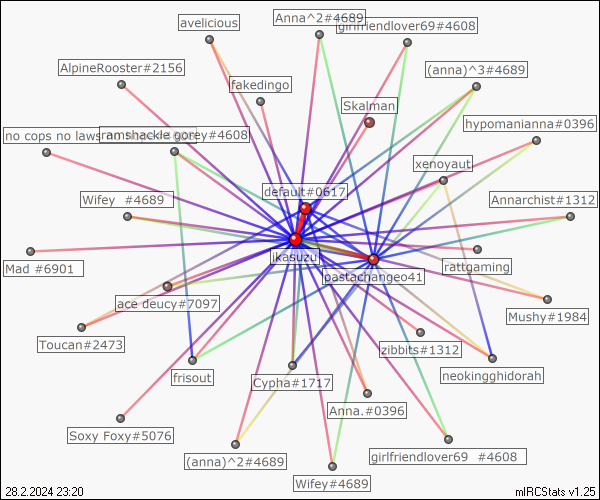 avelicious
Anna^2#4689
girlfriendlover69#4608
AlpineRooster#2156
fakedingo
(anna)^3#4689
Skalman
hypomanianna#0396
no cops no laws
ramshackle gorey#4608
xenoyaut
default#0617
Wifey #4689
Annarchist#1312
ikasuzu
rattgaming
Mad #6901
pastachangeo41
ace deucy#7097
Mushy#1984
Toucan#2473
zibbits#1312
frisout
Cypha#1717
neokingghidorah
Anna.#0396
Soxy Foxy#5076
(anna)^2#4689
girlfriendlover69 #4608
Wifey#4689
28.2.2024 23:20
mIRCStats v1.25